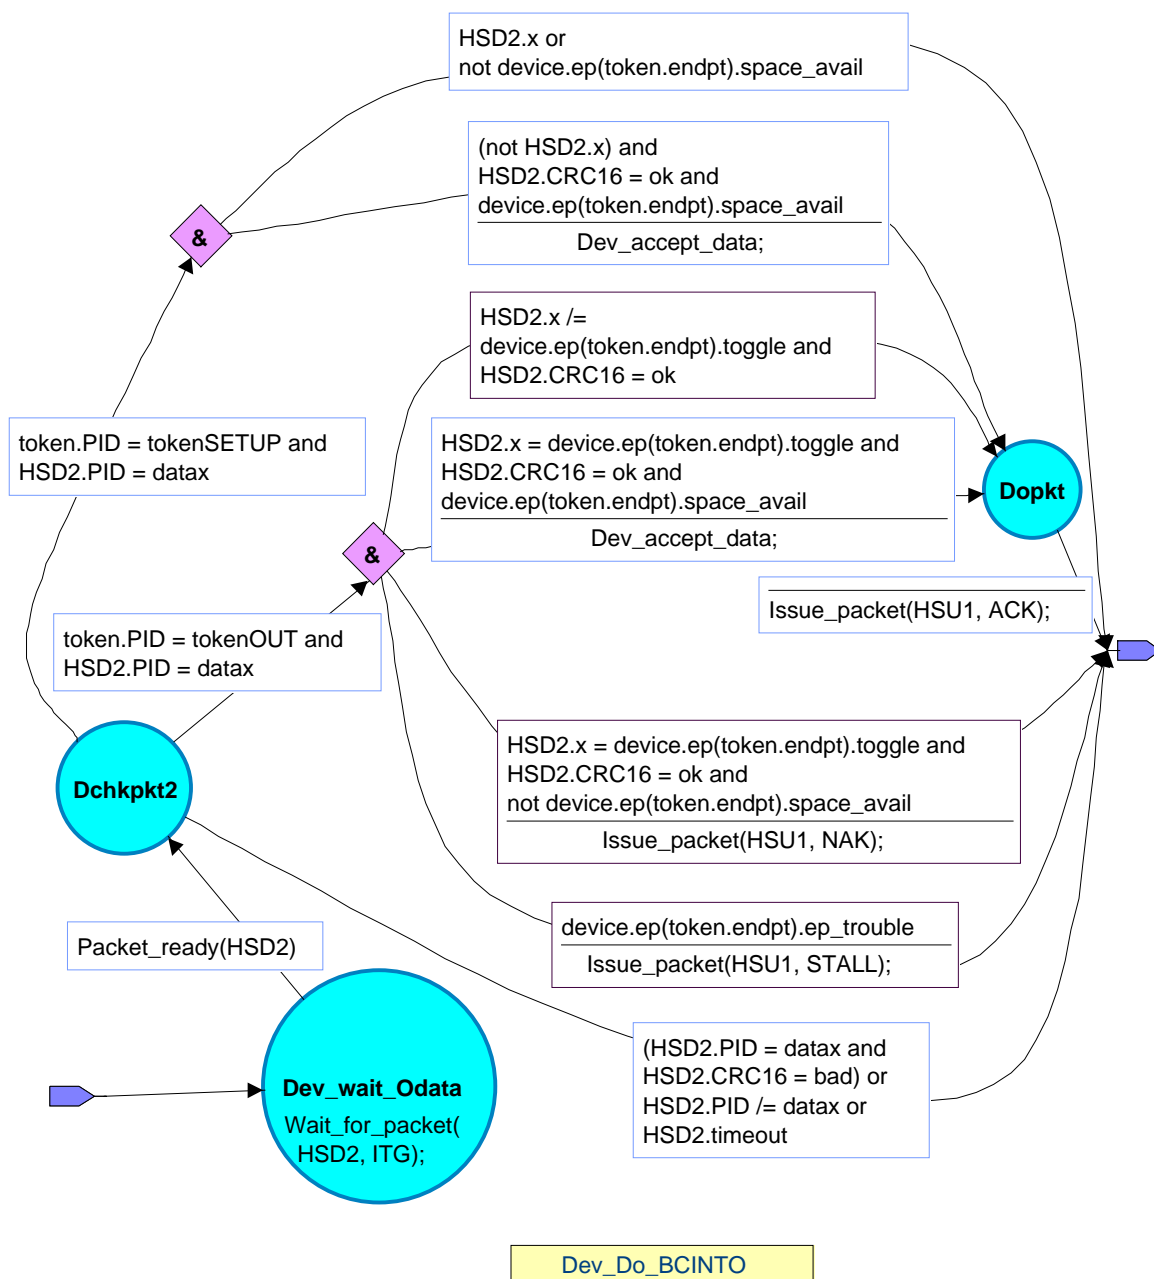 HSD2.x or
not device.ep(token.endpt).space_avail
(not HSD2.x) and
HSD2.CRC16 = ok and
device.ep(token.endpt).space_avail
Dev_accept_data;
&
HSD2.x /=
device.ep(token.endpt).toggle and
HSD2.CRC16 = ok
token.PID = tokenSETUP and
HSD2.PID = datax
HSD2.x = device.ep(token.endpt).toggle and
HSD2.CRC16 = ok and
device.ep(token.endpt).space_avail
Dev_accept_data;
Dopkt
&
Issue_packet(HSU1, ACK);
token.PID = tokenOUT and
HSD2.PID = datax
HSD2.x = device.ep(token.endpt).toggle and
HSD2.CRC16 = ok and
not device.ep(token.endpt).space_avail
Issue_packet(HSU1, NAK);
Dchkpkt2
device.ep(token.endpt).ep_trouble
Issue_packet(HSU1, STALL);
Packet_ready(HSD2)
(HSD2.PID = datax and
HSD2.CRC16 = bad) or
HSD2.PID /= datax or
HSD2.timeout
Dev_wait_Odata
Wait_for_packet(
HSD2, ITG);
Dev_Do_BCINTO